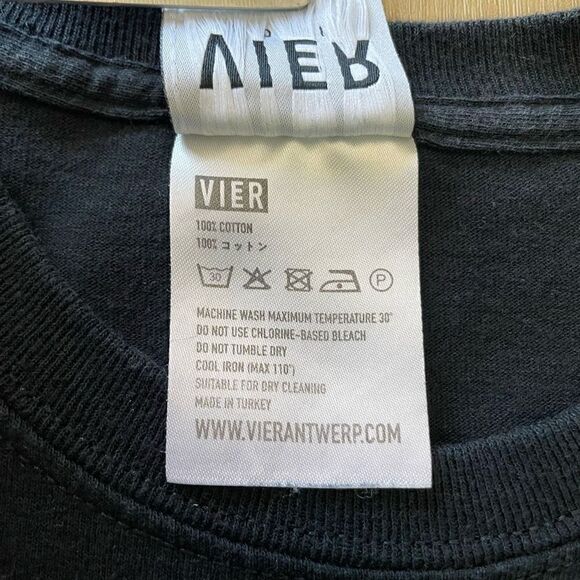 VIER
VIER
100% COTTON
100% コットン
30 P
MACHINE WASH MAXIMUM TEMPERATURE 30°
DO NOT USE CHLORINE-BASED BLEACH
DO NOT TUMBLE DRY
COOL IRON (MAX 110°)
SUITABLE FOR DRY CLEANING
MADE IN TURKEY
WWW.VIERANTWERP.COM